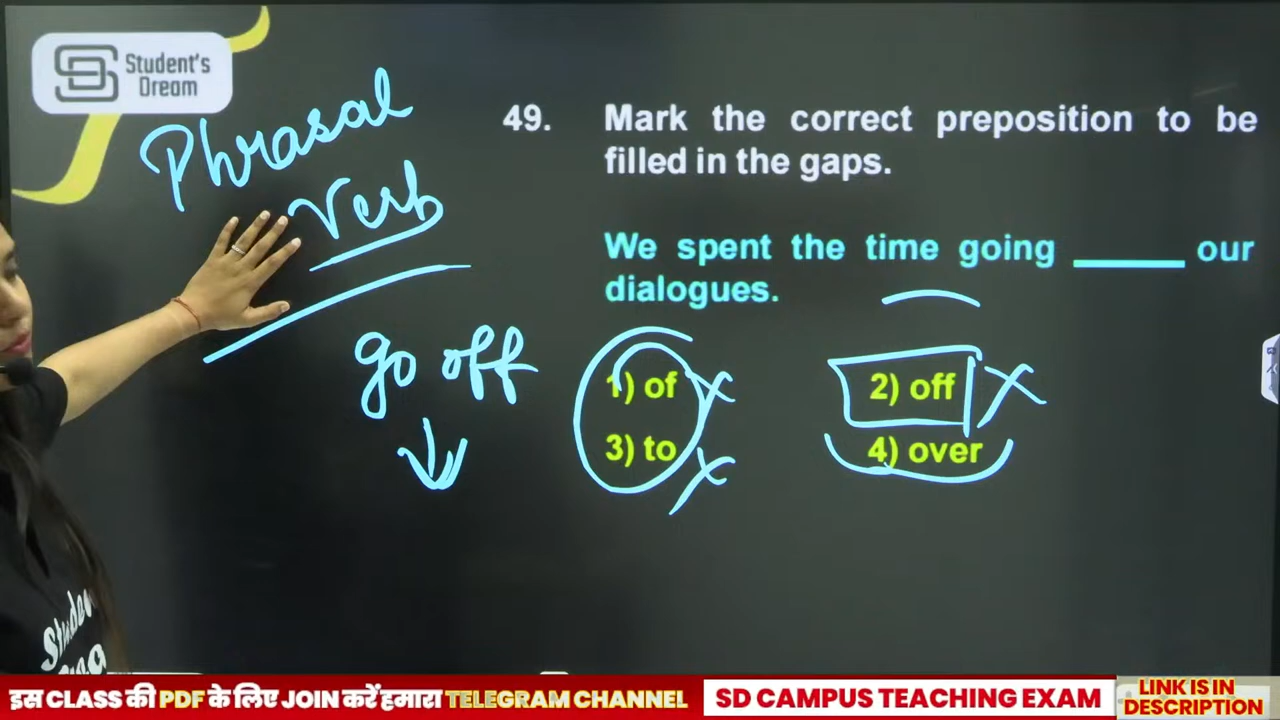 Student's
Dream
Phrasal
Verb
49. Mark the correct preposition to be
filled in the gaps.
We spent the time going ______ our
dialogues.
go off
1) of
2) off
3) to
4) over
इस CLASS की PDF के लिए JOIN करें हमारा TELEGRAM CHANNEL
SD CAMPUS TEACHING EXAM
LINK IS IN
DESCRIPTION